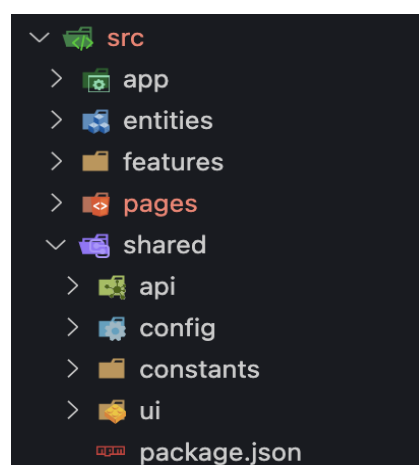 src
app
entities
features
pages
shared
api
config
constants
ui
package.json